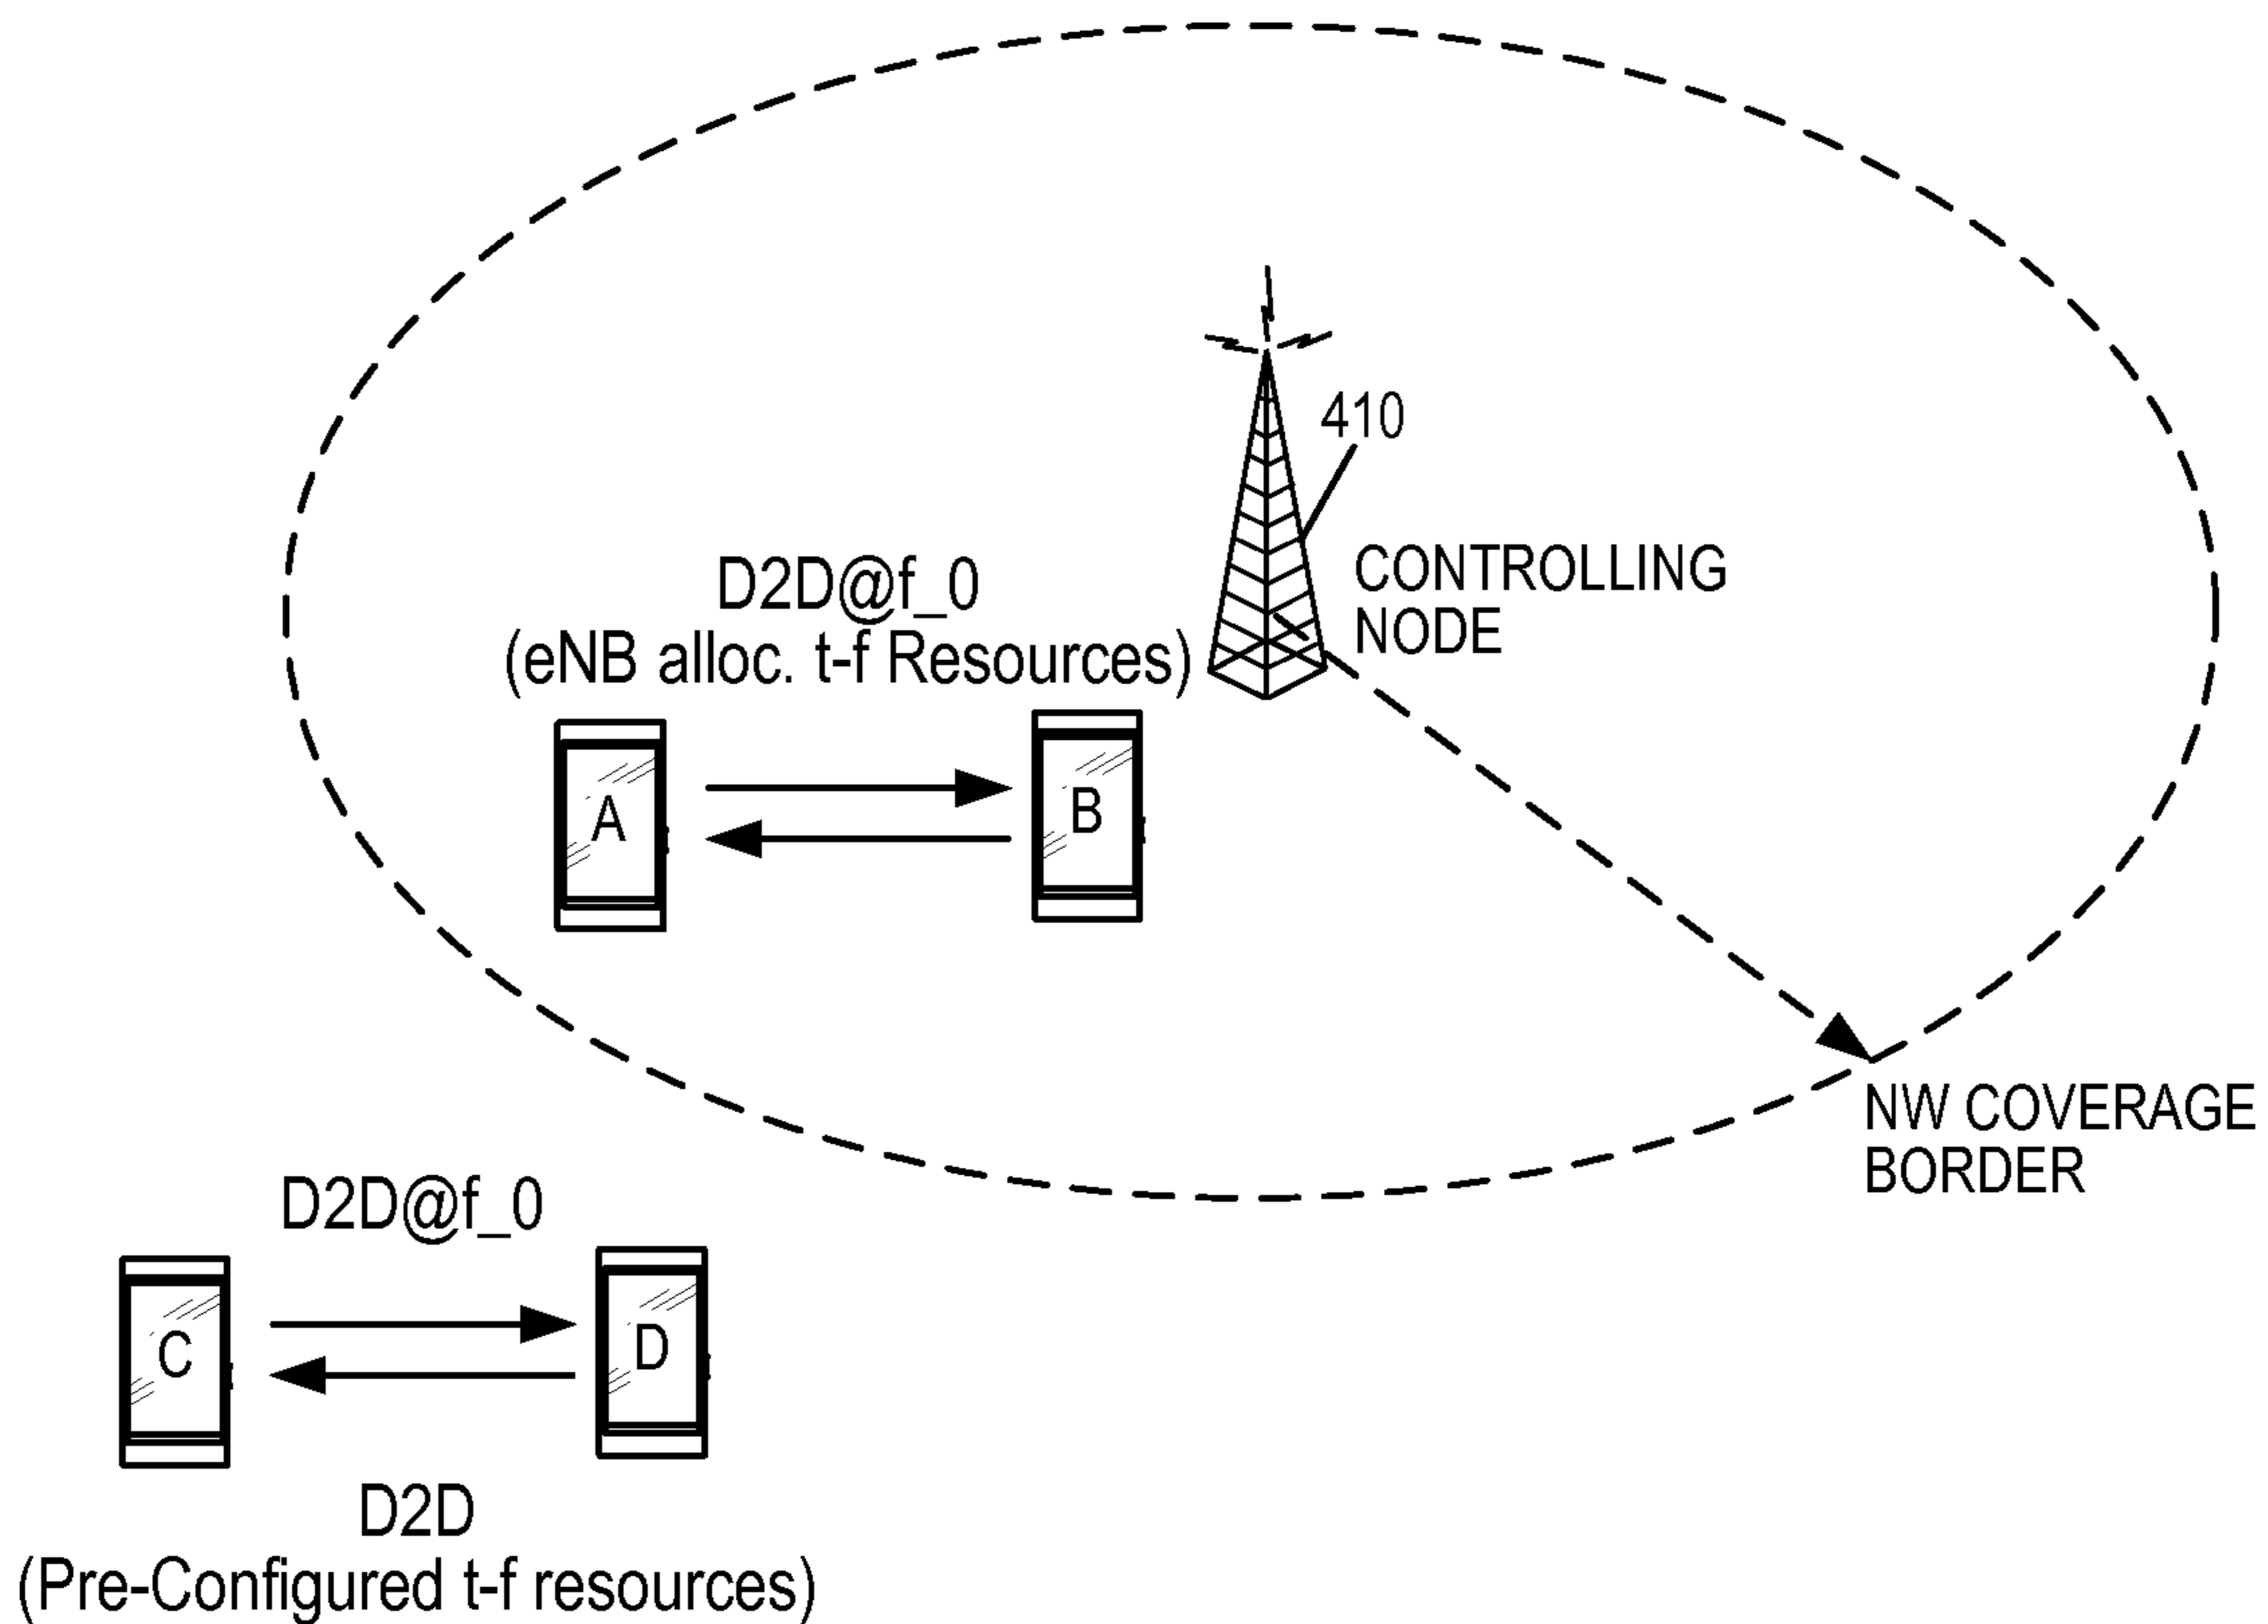 410
CONTROLLING
NODE
D2D@f_0
(eNB alloc. t-f Resources)
A
B
NW COVERAGE
BORDER
D2D@f_0
C
D
D2D
(Pre-Configured t-f resources)